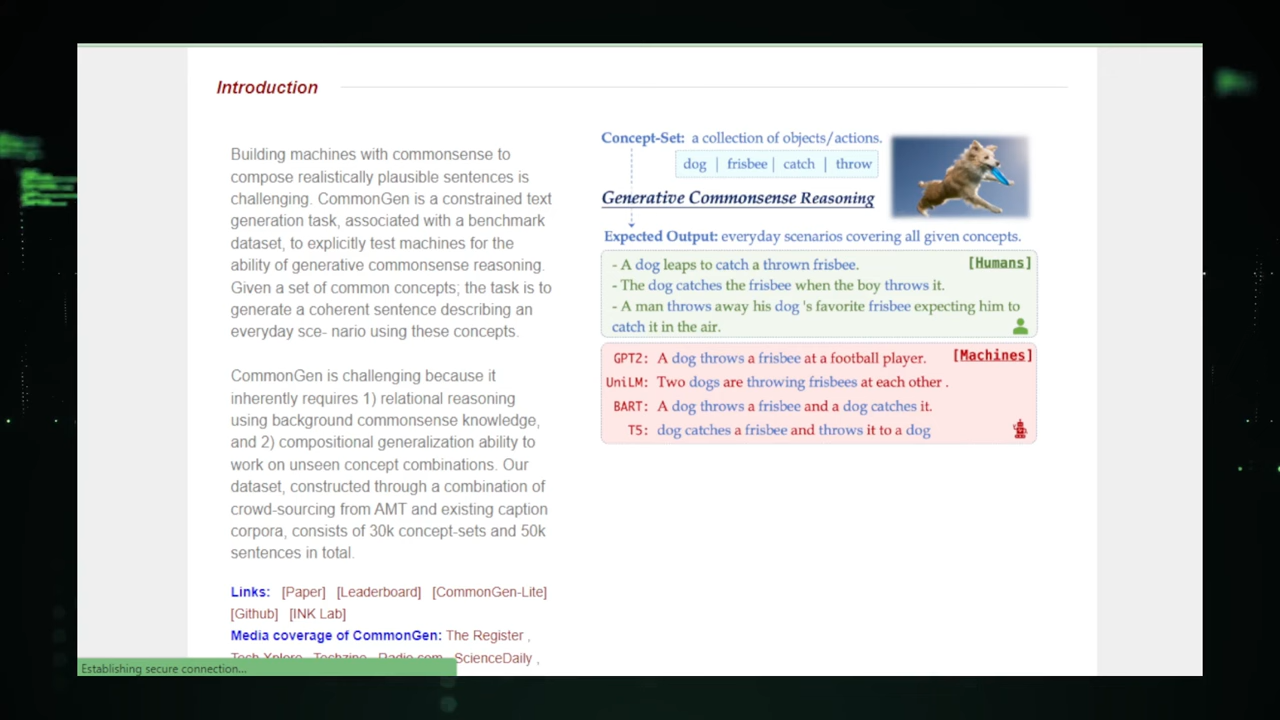 Introduction
Building machines with commonsense to
compose realistically plausible sentences is
challenging. CommonGen is a constrained text
generation task, associated with a benchmark
dataset, to explicitly test machines for the
ability of generative commonsense reasoning.
Given a set of common concepts; the task is to
generate a coherent sentence describing an
everyday sce- nario using these concepts.
CommonGen is challenging because it
inherently requires 1) relational reasoning
using background commonsense knowledge,
and 2) compositional generalization ability to
work on unseen concept combinations. Our
dataset, constructed through a combination of
crowd-sourcing from AMT and existing caption
corpora, consists of 30k concept-sets and 50k
sentences in total.
Links: [Paper] [Leaderboard] [CommonGen-Lite]
[Github] [INK Lab]
Media coverage of CommonGen: The Register ,
Tech Xplore Techzine Radio.com ScienceDaily ,
Establishing secure connection...
Concept-Set: a collection of objects/actions.
dog | frisbee | catch | throw
Generative Commonsense Reasoning
Expected Output: everyday scenarios covering all given concepts.
[Humans]
- A dog leaps to catch a thrown frisbee.
- The dog catches the frisbee when the boy throws it.
- A man throws away his dog 's favorite frisbee expecting him to
catch it in the air.
[Machines]
GPT2: A dog throws a frisbee at a football player.
UniLM: Two dogs are throwing frisbees at each other .
BART: A dog throws a frisbee and a dog catches it.
T5: dog catches a frisbee and throws it to a dog